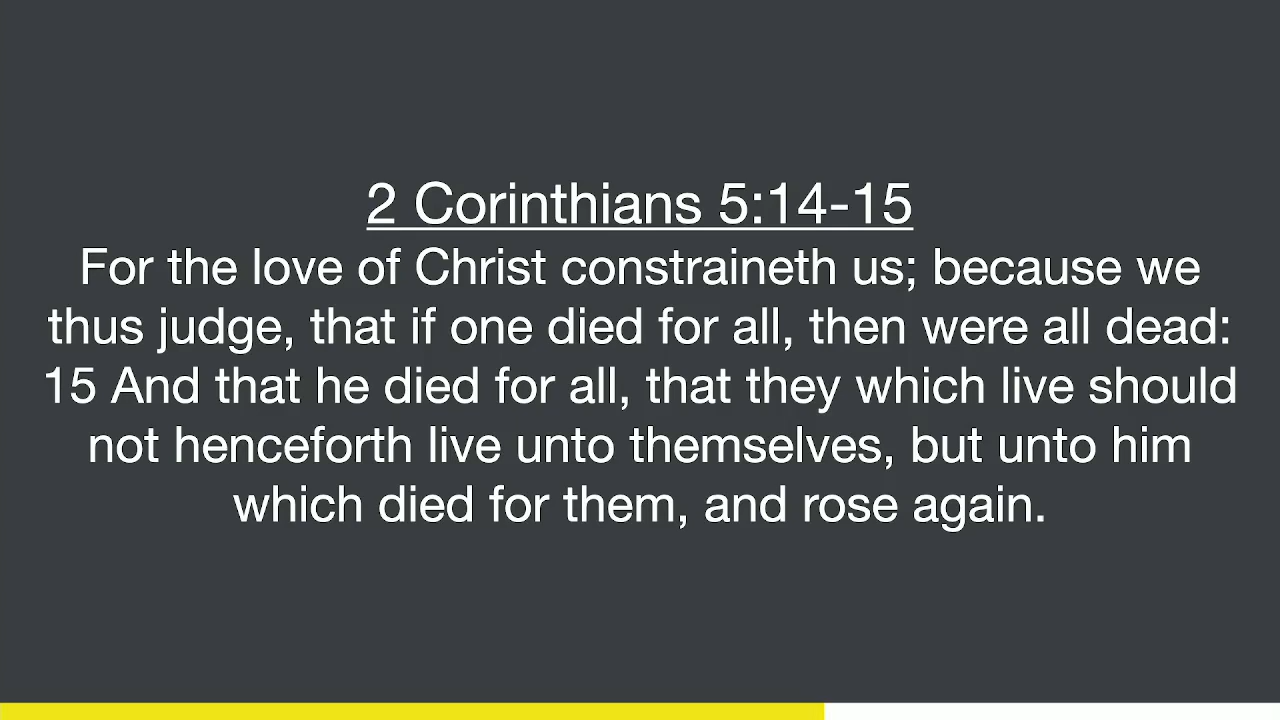 2 Corinthians 5:14-15
For the love of Christ constraineth us; because we
thus judge, that if one died for all, then were all dead:
15 And that he died for all, that they which live should
not henceforth live unto themselves, but unto him
which died for them, and rose again.